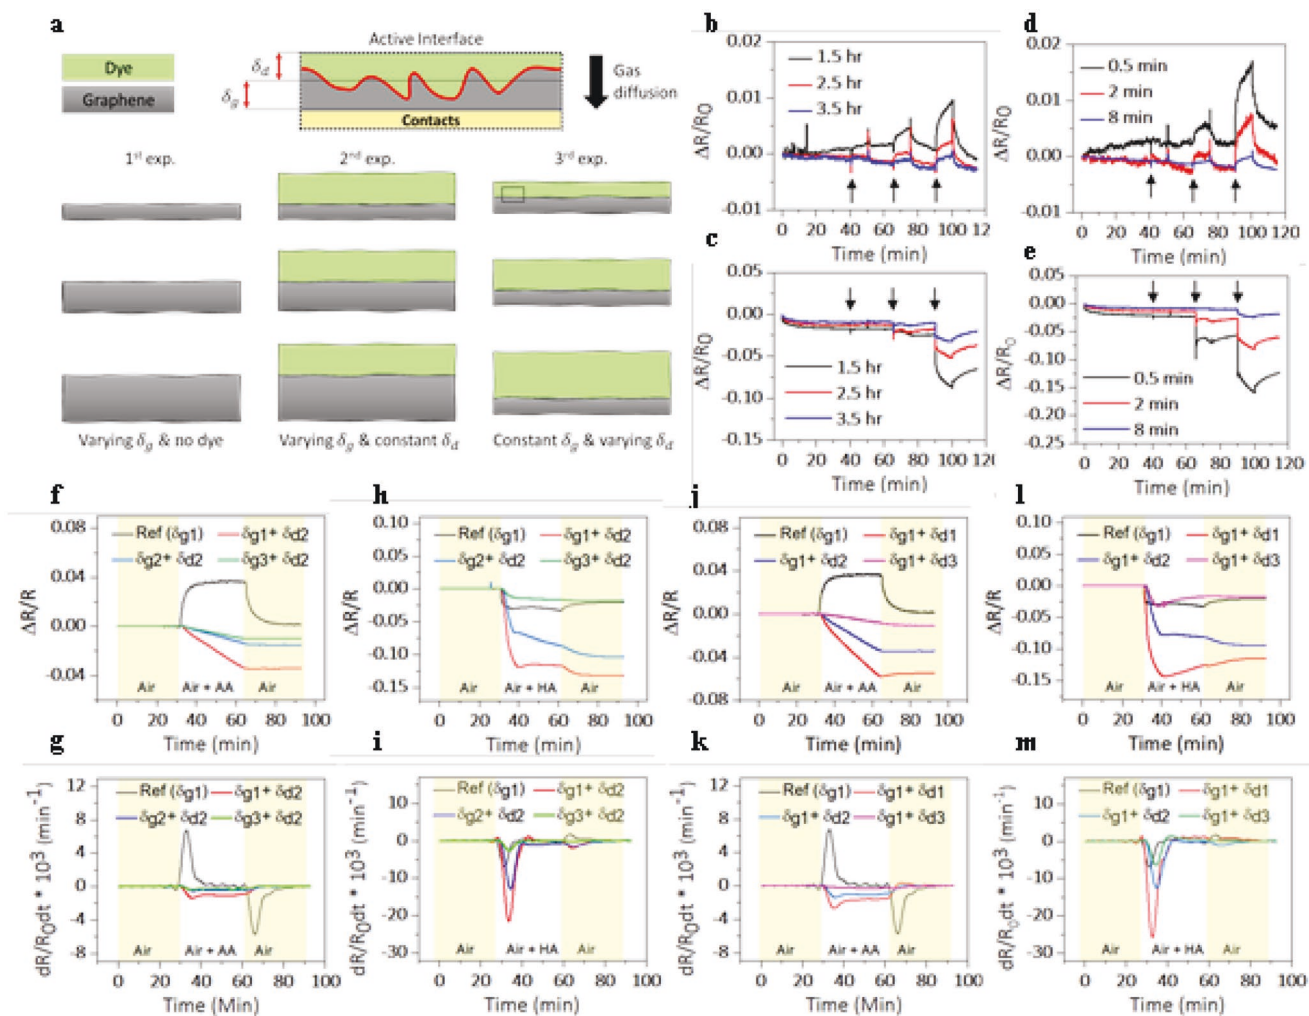 a
Dye
Graphene
Active Interface
δd
δg
Contacts
Gas
diffusion
1st exp.
2nd exp.
3rd exp.
Varying δg & no dye
Varying δg & constant δd
Constant δg & varying δd
b
0.02
0.01
0.00
-0.01
ΔR/R0
1.5 hr
2.5 hr
3.5 hr
0 20 40 60 80 100 120
Time (min)
d
0.02
0.01
0.00
0.01
ΔR/R0
0.5 min
2 min
8 min
0 20 40 60 80 100 120
Time (min)
c
0.05
0.00
-0.05
-0.10
-0.15
ΔR/R0
1.5 hr
2.5 hr
3.5 hr
0 20 40 60 80 100 12
Time (min)
e
0.05
0.00
-0.05
-0.10
-0.15
-0.20
-0.25
ΔR/R0
0.5 min
2 min
8 min
0 20 40 60 80 100 120
Time (min)
f
0.08
0.04
0.00
-0.04
ΔR/R
Ref (δg1) δg1+ δd2
δg2+ δd2 δg3+ δd2
Air Air + AA Air
0 20 40 60 80 100
Time (min)
h
0.10
0.05
0.00
-0.05
-0.10
-0.15
ΔR/R
Ref (δg1) δg1+ δd2
δg2+ δd2 δg3+ δd2
Air Air + HA Air
0 20 40 60 80 100
Time (min)
j
0.08
0.04
0.00
-0.04
-0.08
ΔR/R
Ref (δg1) δg1+ δd1
δg1+ δd2 δg1+ δd3
Air Air + AA Air
0 20 40 60 80 100
Time (min)
l
0.10
0.05
0.00
-0.05
-0.10
-0.15
ΔR/R
Ref (δg1) δg1+ δd1
δg1+ δd2 δg1+ δd3
Air Air + HA Air
0 20 40 60 80 100
Time (min)
g
12
8
4
0
-4
-8
dR/R0dt * 10³ (min⁻¹)
Ref (δg1) δg1+ δd2
δg2+ δd2 δg3+ δd2
Air Air + AA Air
0 20 40 60 80 100
Time (Min)
i
10
0
-10
-20
-30
dR/R0dt * 10³ (min⁻¹)
Ref (δg1) δg1+ δd2
δg2+ δd2 δg3+ δd2
Air Air + HA Air
0 20 40 60 80 100
Time (min)
k
12
8
4
0
-4
-8
dR/R0dt * 10³ (min⁻¹)
Ref (δg1) δg1+ δd1
δg1+ δd2 δg1+ δd3
Air Air + AA Air
0 20 40 60 80 100
Time (Min)
m
10
0
-10
-20
-30
dR/R0dt * 10³ (min⁻¹)
Ref (δg1) δg1+ δd1
δg1+ δd2 δg1+ δd3
Air Air + HA Air
0 20 40 60 80 100
Time (min)